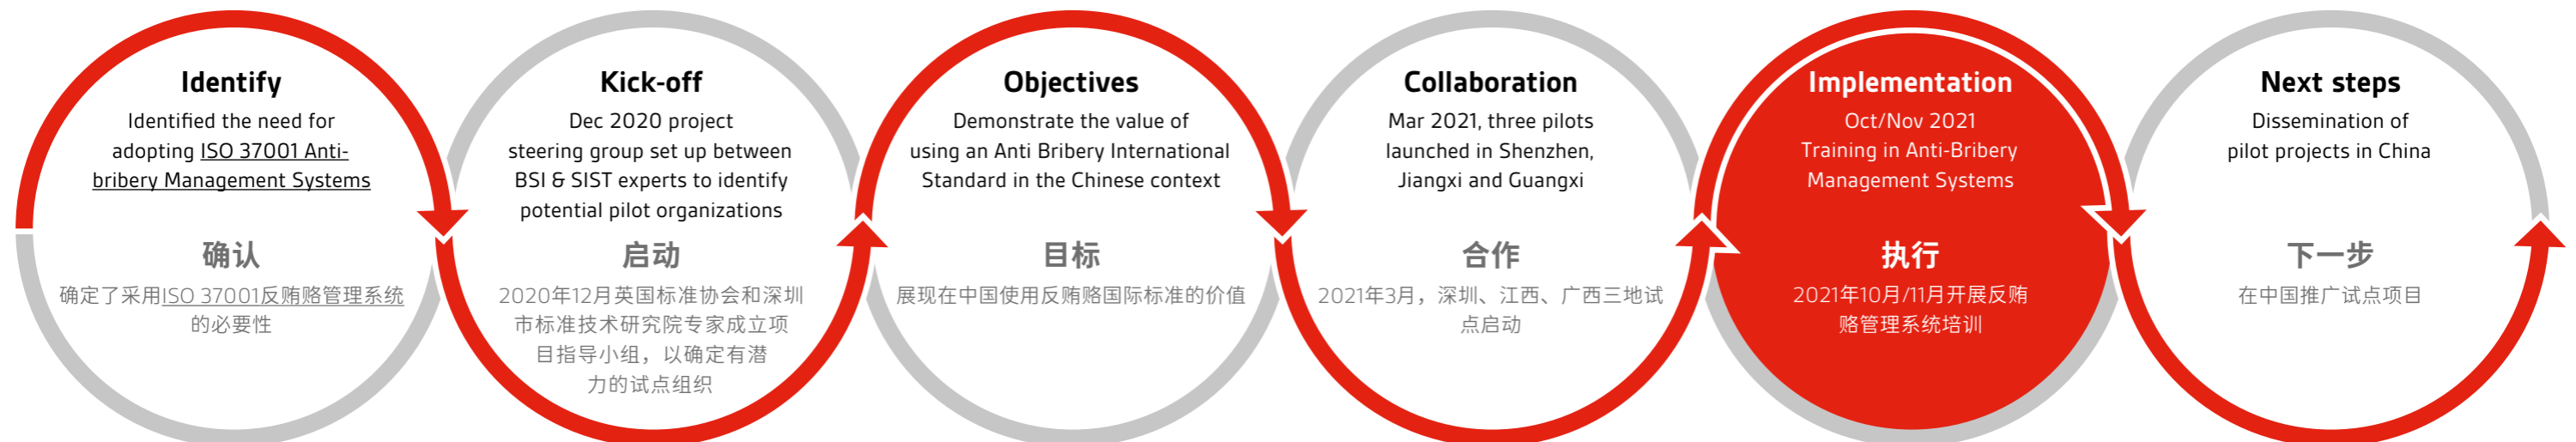 Identify
Identified the need for
adopting ISO 37001 Anti-
bribery Management Systems
确认
确定了采用ISO 37001反贿赂管理系统
的必要性
Kick-off
Dec 2020 project
steering group set up between
BSI & SIST experts to identify
potential pilot organizations
启动
2020年12月英国标准协会和深圳
市标准技术研究院专家成立项
目指导小组，以确定有潜
力的试点组织
Objectives
Demonstrate the value of
using an Anti Bribery International
Standard in the Chinese context
目标
展现在中国使用反贿赂国际标准的价值
Collaboration
Mar 2021, three pilots
launched in Shenzhen,
Jiangxi and Guangxi
合作
2021年3月，深圳、江西、广西三地试
点启动
Implementation
Oct/Nov 2021
Training in Anti-Bribery
Management Systems
执行
2021年10月/11月开展反贿
赂管理系统培训
Next steps
Dissemination of
pilot projects in China
下一步
在中国推广试点项目